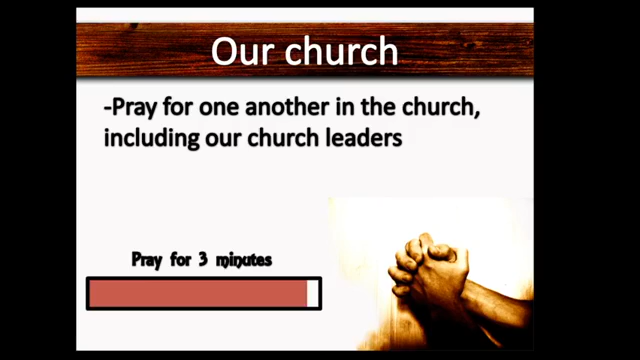 Our church
-Pray for one another in the church,
including our church leaders
Pray for 3 minutes